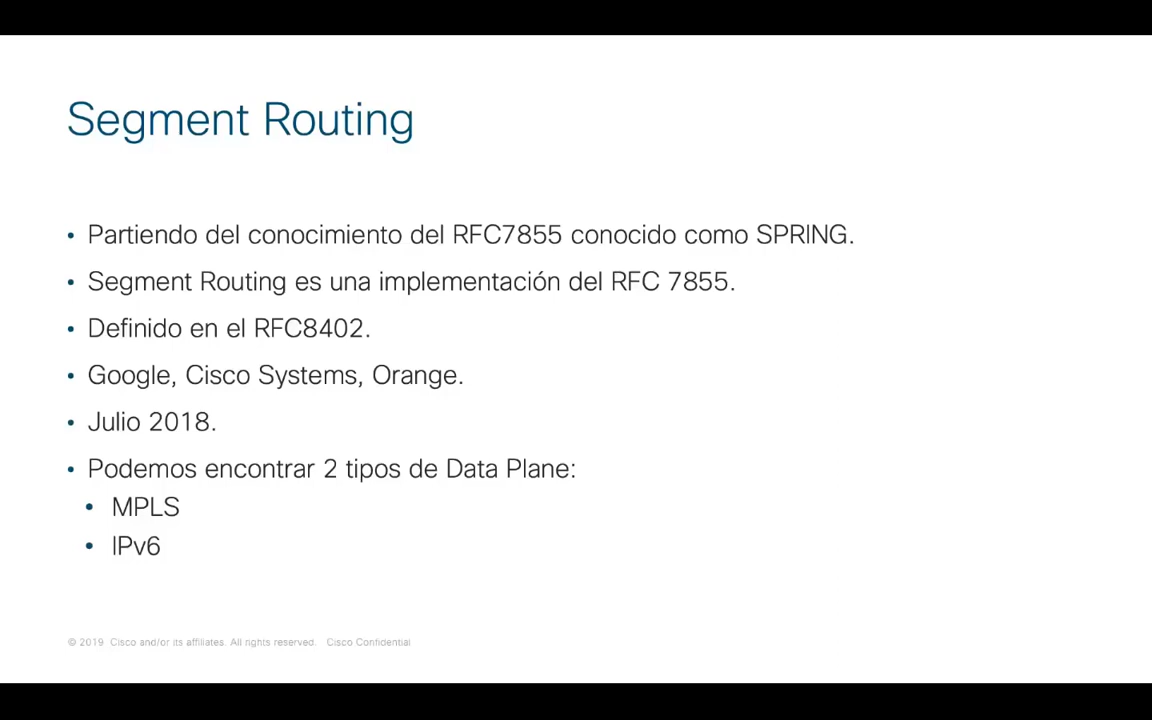 Segment Routing
• Partiendo del conocimiento del RFC7855 conocido como SPRING.
• Segment Routing es una implementación del RFC 7855.
• Definido en el RFC8402.
• Google, Cisco Systems, Orange.
• Julio 2018.
• Podemos encontrar 2 tipos de Data Plane:
• MPLS
• IPv6
© 2019 Cisco and/or its affiliates. All rights reserved. Cisco Confidential